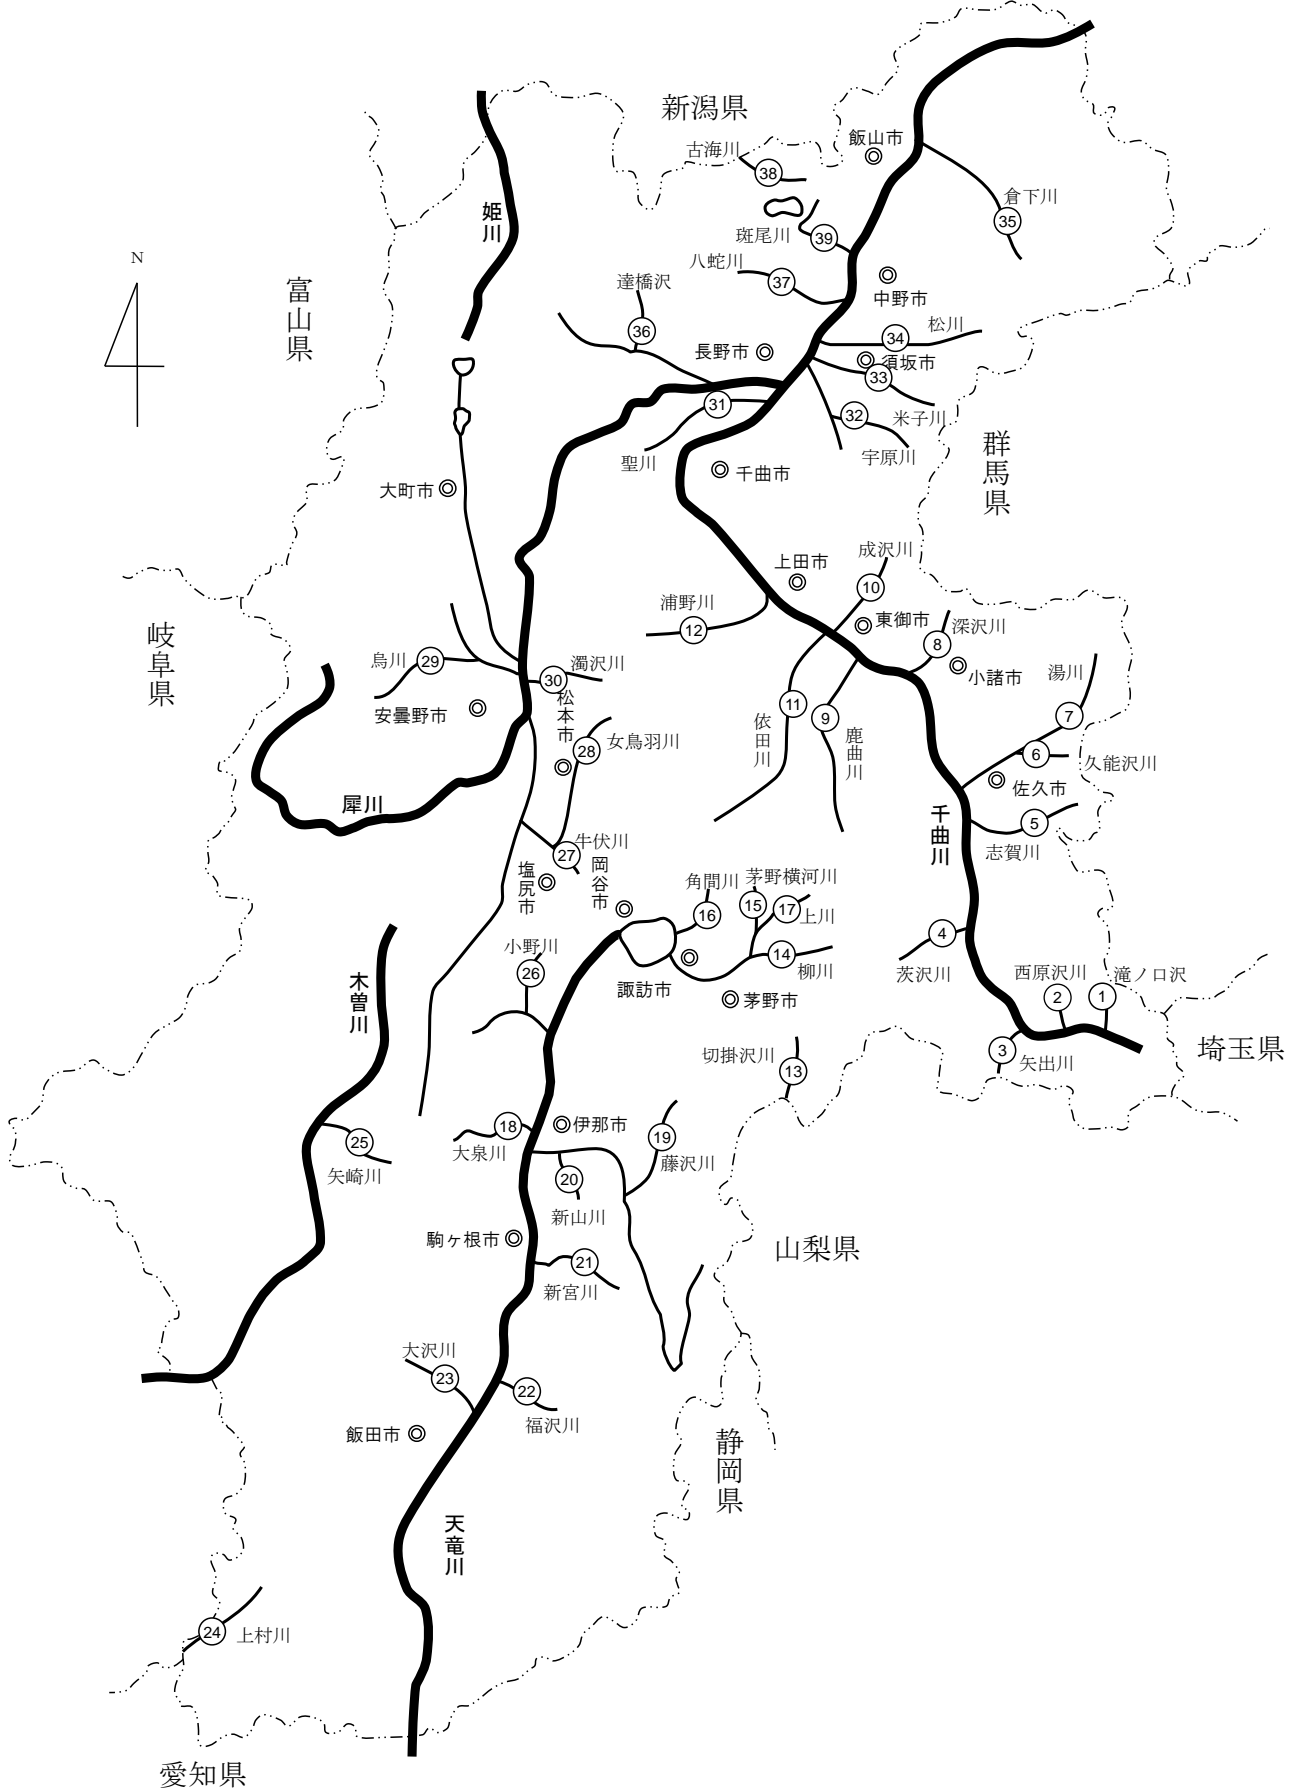 新潟県
飯山市
古海川
38
倉下川
35
姫川
斑尾川
39
N
八蛇川
37
達橋沢
36
中野市
富山県
松川
34
長野市
須坂市
33
米子川
31
32
宇原川
聖川
千曲市
群馬県
大町市
成沢川
10
上田市
浦野川
12
東御市
深沢川
8
小諸市
岐阜県
烏川
29
濁沢川
30
湯川
7
安曇野市
松本市
女鳥羽川
28
依田川
11
9
鹿曲川
6
久能沢川
佐久市
犀川
千曲川
5
志賀川
牛伏川
27
塩尻市
岡谷市
角間川
16
茅野横河川
15
17
上川
14
柳川
諏訪市
茅野市
小野川
26
4
茨沢川
西原沢川
2
滝ノ口沢
1
木曽川
3
矢出川
埼玉県
切掛沢川
13
18
大泉川
伊那市
19
藤沢川
25
矢崎川
20
新山川
駒ヶ根市
21
新宮川
山梨県
大沢川
23
22
福沢川
飯田市
静岡県
天竜川
24
上村川
愛知県